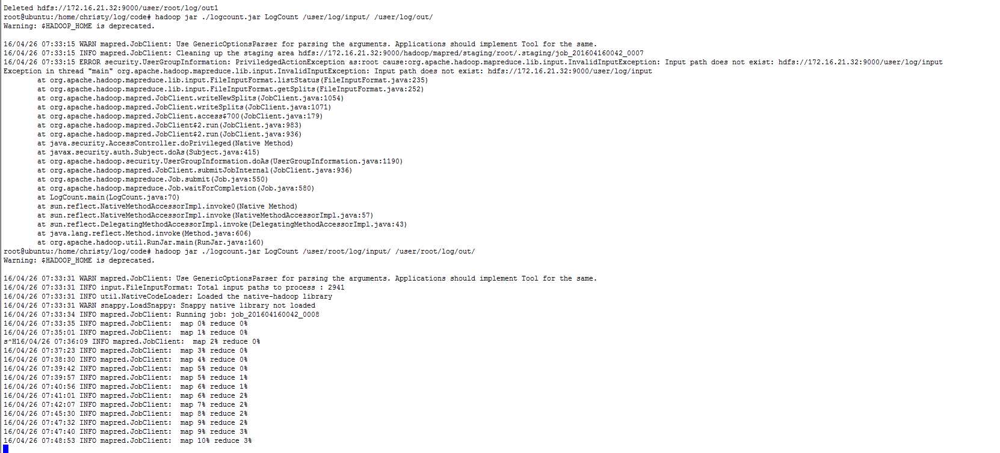 Deleted hdfs://172.16.21.32:9000/user/root/log/out1
root@ubuntu:/home/christy/log/code# hadoop jar ./logcount.jar LogCount /user/log/input/ /user/log/out/
Warning: $HADOOP_HOME is deprecated.
16/04/26 07:33:15 WARN mapred.JobClient: Use GenericOptionsParser for parsing the arguments. Applications should implement Tool for the same.
16/04/26 07:33:15 INFO mapred.JobClient: Cleaning up the staging area hdfs://172.16.21.32:9000/hadoop/mapred/staging/root/.staging/job_201604160042_0007
16/04/26 07:33:15 ERROR security.UserGroupInformation: PriviledgedActionException as:root cause:org.apache.hadoop.mapreduce.lib.input.InvalidInputException: Input path does not exist: hdfs://172.16.21.32:9000/user/log/input
Exception in thread "main" org.apache.hadoop.mapreduce.lib.input.InvalidInputException: Input path does not exist: hdfs://172.16.21.32:9000/user/log/input
at org.apache.hadoop.mapreduce.lib.input.FileInputFormat.listStatus(FileInputFormat.java:235)
at org.apache.hadoop.mapreduce.lib.input.FileInputFormat.getSplits(FileInputFormat.java:252)
at org.apache.hadoop.mapred.JobClient.writeNewSplits(JobClient.java:1054)
at org.apache.hadoop.mapred.JobClient.writeSplits(JobClient.java:1071)
at org.apache.hadoop.mapred.JobClient.access$700(JobClient.java:179)
at org.apache.hadoop.mapred.JobClient$2.run(JobClient.java:983)
at org.apache.hadoop.mapred.JobClient$2.run(JobClient.java:936)
at java.security.AccessController.doPrivileged(Native Method)
at javax.security.auth.Subject.doAs(Subject.java:415)
at org.apache.hadoop.security.UserGroupInformation.doAs(UserGroupInformation.java:1190)
at org.apache.hadoop.mapred.JobClient.submitJobInternal(JobClient.java:936)
at org.apache.hadoop.mapreduce.Job.submit(Job.java:550)
at org.apache.hadoop.mapreduce.Job.waitForCompletion(Job.java:580)
at LogCount.main(LogCount.java:70)
at sun.reflect.NativeMethodAccessorImpl.invoke0(Native Method)
at sun.reflect.NativeMethodAccessorImpl.invoke(NativeMethodAccessorImpl.java:57)
at sun.reflect.DelegatingMethodAccessorImpl.invoke(DelegatingMethodAccessorImpl.java:43)
at java.lang.reflect.Method.invoke(Method.java:606)
at org.apache.hadoop.util.RunJar.main(RunJar.java:160)
root@ubuntu:/home/christy/log/code# hadoop jar ./logcount.jar LogCount /user/root/log/input/ /user/root/log/out/
Warning: $HADOOP_HOME is deprecated.
16/04/26 07:33:31 WARN mapred.JobClient: Use GenericOptionsParser for parsing the arguments. Applications should implement Tool for the same.
16/04/26 07:33:31 INFO input.FileInputFormat: Total input paths to process : 2941
16/04/26 07:33:31 INFO util.NativeCodeLoader: Loaded the native-hadoop library
16/04/26 07:33:31 WARN snappy.LoadSnappy: Snappy native library not loaded
16/04/26 07:33:34 INFO mapred.JobClient: Running job: job_201604160042_0008
16/04/26 07:33:35 INFO mapred.JobClient:  map 0% reduce 0%
16/04/26 07:35:01 INFO mapred.JobClient:  map 1% reduce 0%
s^H16/04/26 07:36:09 INFO mapred.JobClient:  map 2% reduce 0%
16/04/26 07:37:23 INFO mapred.JobClient:  map 3% reduce 0%
16/04/26 07:38:30 INFO mapred.JobClient:  map 4% reduce 0%
16/04/26 07:39:42 INFO mapred.JobClient:  map 5% reduce 0%
16/04/26 07:39:57 INFO mapred.JobClient:  map 5% reduce 1%
16/04/26 07:40:56 INFO mapred.JobClient:  map 6% reduce 1%
16/04/26 07:41:01 INFO mapred.JobClient:  map 6% reduce 2%
16/04/26 07:42:07 INFO mapred.JobClient:  map 7% reduce 2%
16/04/26 07:45:30 INFO mapred.JobClient:  map 8% reduce 2%
16/04/26 07:47:32 INFO mapred.JobClient:  map 9% reduce 2%
16/04/26 07:47:40 INFO mapred.JobClient:  map 9% reduce 3%
16/04/26 07:48:53 INFO mapred.JobClient:  map 10% reduce 3%